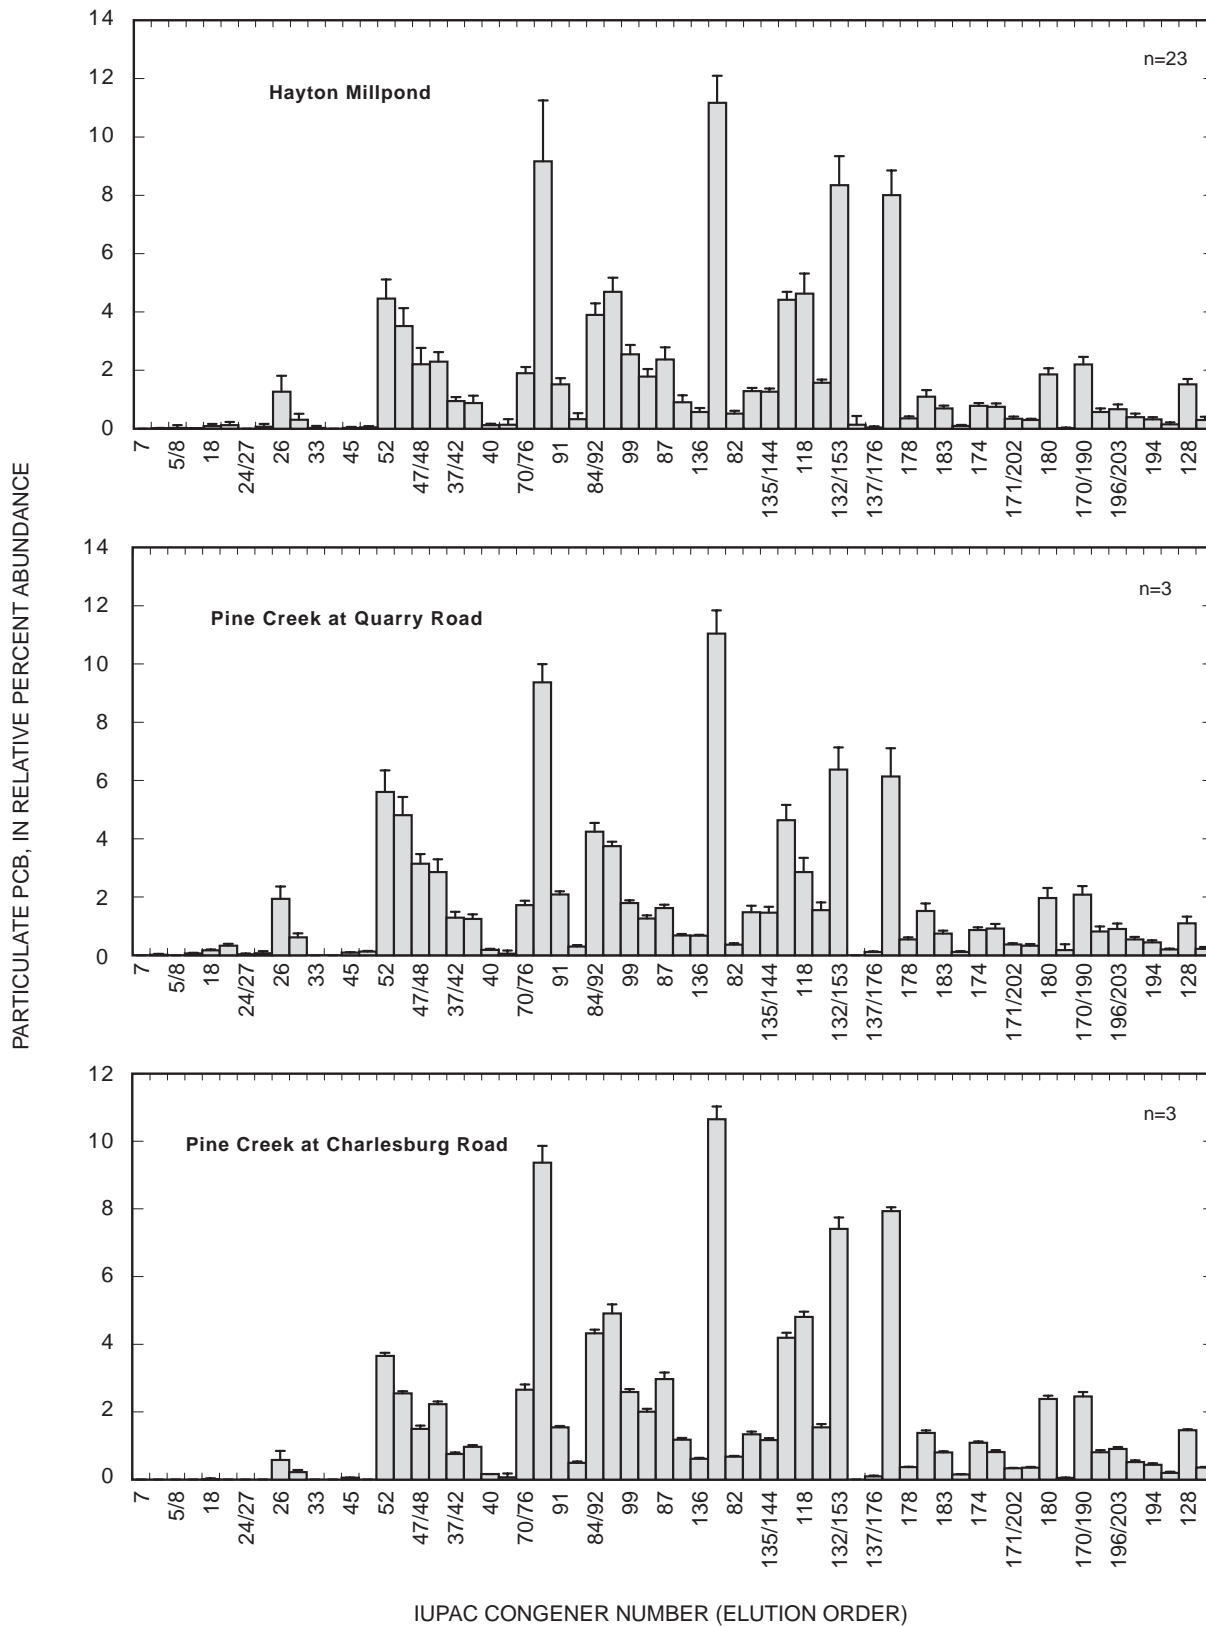 PARTICULATE PCB, IN RELATIVE PERCENT ABUNDANCE
14
12
10
8
6
4
2
0
Hayton Millpond
n=23
7 5/8 18 24/27 26 33 45 52 47/48 37/42 40 70/76 91 84/92 99 87 136 82 135/144 118 132/153 137/176 178 183 174 171/202 180 170/190 196/203 194 128
14
12
10
8
6
4
2
0
Pine Creek at Quarry Road
n=3
7 5/8 18 24/27 26 33 45 52 47/48 37/42 40 70/76 91 84/92 99 87 136 82 135/144 118 132/153 137/176 178 183 174 171/202 180 170/190 196/203 194 128
12
10
8
6
4
2
0
Pine Creek at Charlesburg Road
n=3
7 5/8 18 24/27 26 33 45 52 47/48 37/42 40 70/76 91 84/92 99 87 136 82 135/144 118 132/153 137/176 178 183 174 171/202 180 170/190 196/203 194 128
IUPAC CONGENER NUMBER (ELUTION ORDER)